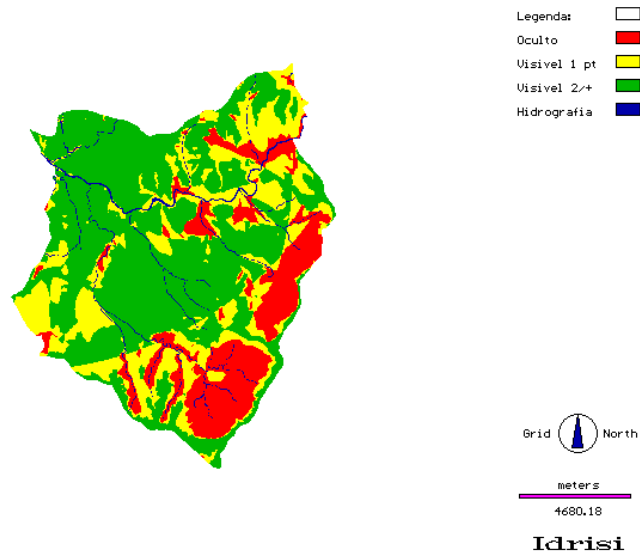 Legenda:
Oculto
Visivel 1 pt
Visivel 2/+
Hidrografia
Grid North
meters
4680.18
Idrisi